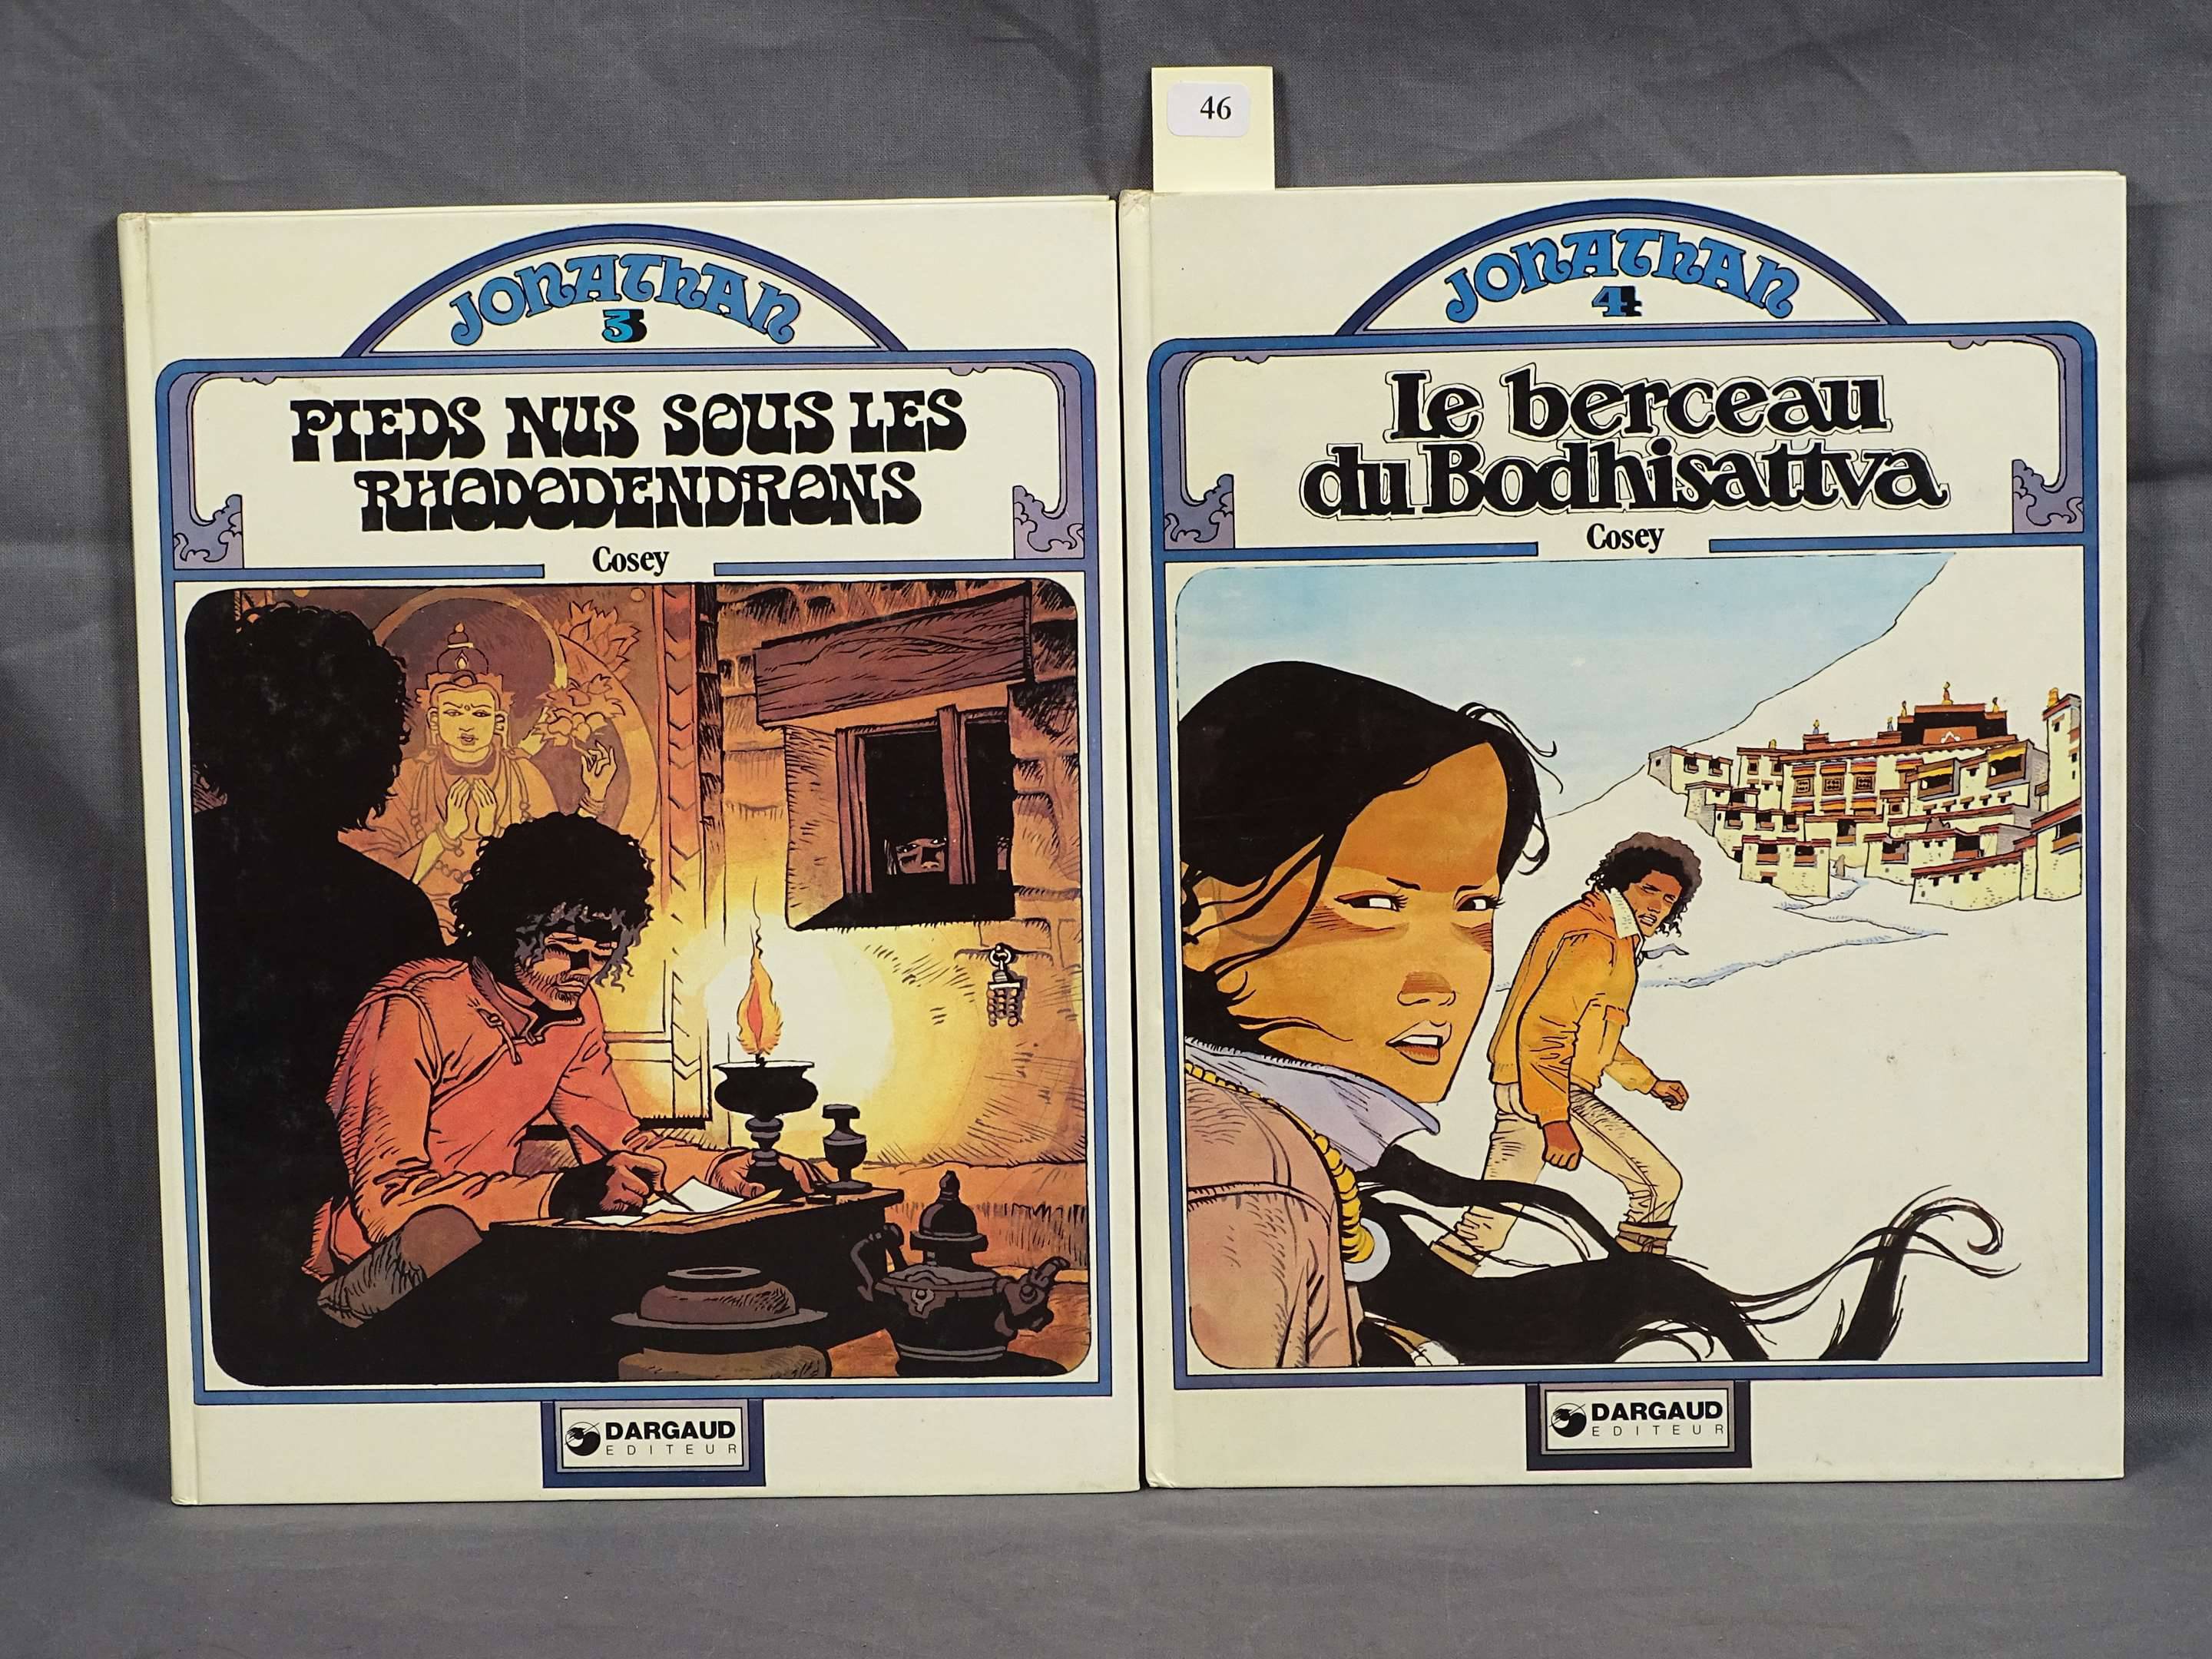 46
JONAThAN
3
PIEDS NUS SOUS LES
RHODODENDRONS
Cosey
DARGAUD
EDITEUR
JONAThAN
4
Le berceau
du Bodhisattva
Cosey
DARGAUD
EDITEUR